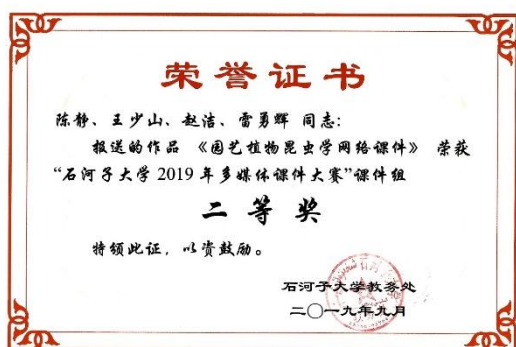 荣誉证书
陈静、王少山、赵洁、雷勇辉 同志:
报送的作品 《园艺植物昆虫学网络课件》 荣获
“石河子大学 2019 年多媒体课件大赛”课件组
二等奖
特颁此证，以资鼓励。
石河子大学教务处
二〇一九年九月